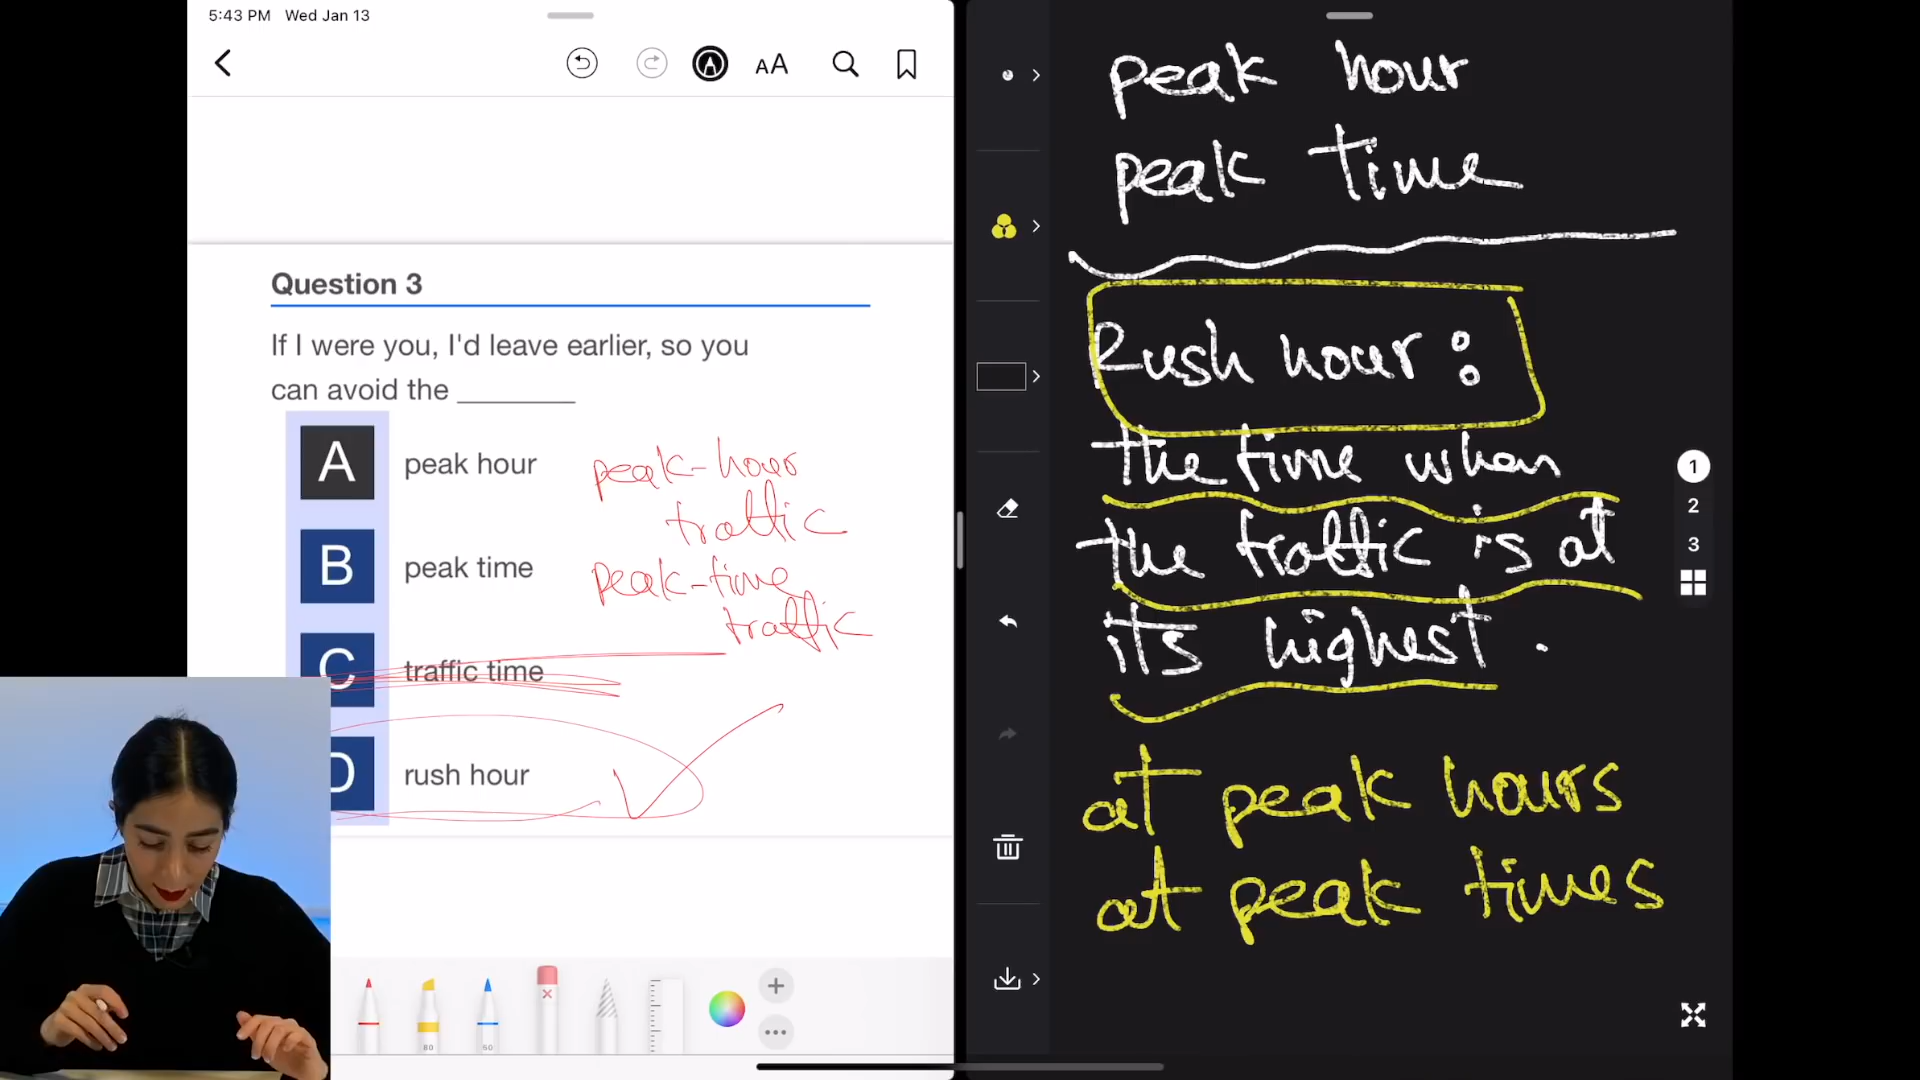 5:43 PM Wed Jan 13
AA
Question 3
If I were you, I'd leave earlier, so you
can avoid the ________
A peak hour
peak-hour
traffic
B peak time
peak-time
traffic
C traffic time
D rush hour
80
50
peak hour
peak time
Rush hour :
the time when
the traffic is at
its highest .
at peak hours
at peak times
1
2
3